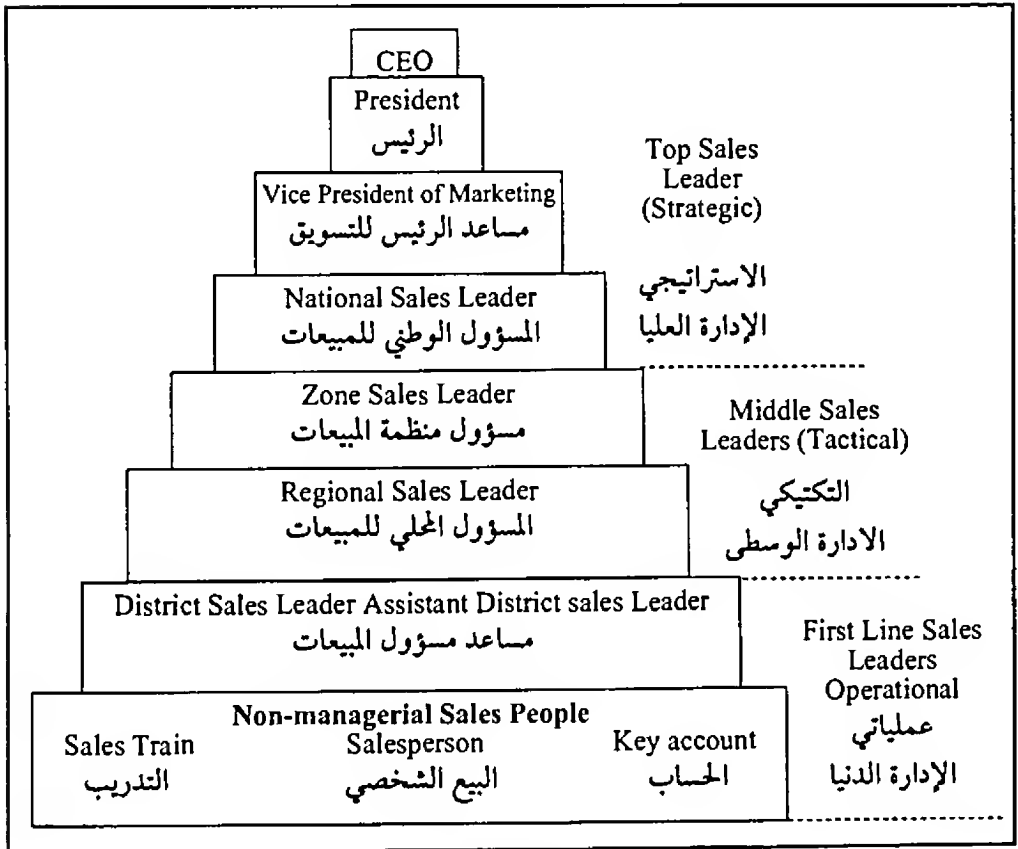 CEO
President
الرئيس
Vice President of Marketing
مساعد الرئيس للتسويق
National Sales Leader
المسؤول الوطني للمبيعات
Top Sales
Leader
(Strategic)
الاستراتيجي
الإدارة العليا
Zone Sales Leader
مسؤول منظمة المبيعات
Regional Sales Leader
المسؤول المحلي للمبيعات
Middle Sales
Leaders (Tactical)
التكتيكي
الادارة الوسطى
District Sales Leader Assistant District sales Leader
مساعد مسؤول المبيعات
Non-managerial Sales People
Sales Train
التدريب
Salesperson
البيع الشخصي
Key account
الحساب
First Line Sales
Leaders
Operational
عملياتي
الإدارة الدنيا